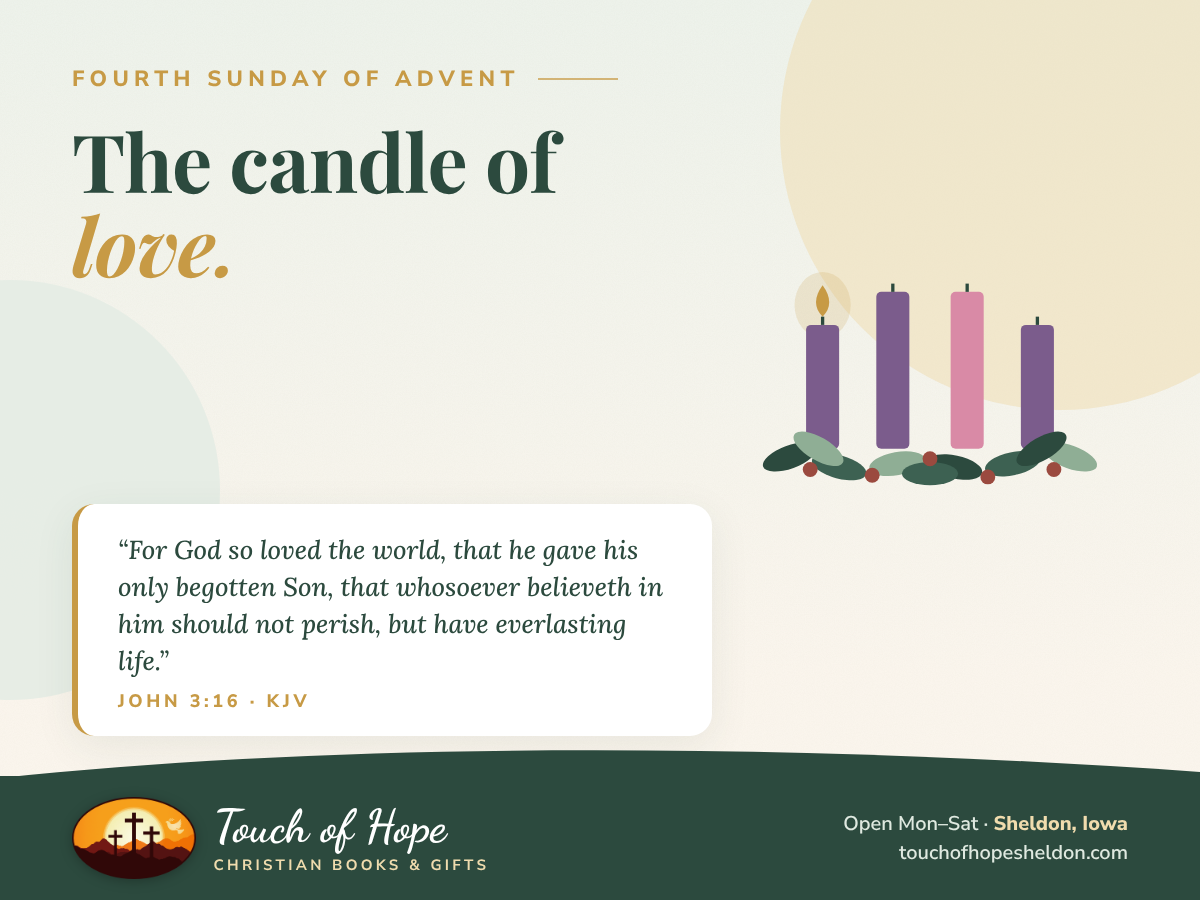 FOURTH SUNDAY OF ADVENT
The candle of
love.
“For God so loved the world, that he gave his
only begotten Son, that whosoever believeth in
him should not perish, but have everlasting
life.”
JOHN 3:16 · KJV
Touch of Hope
CHRISTIAN BOOKS & GIFTS
Open Mon–Sat · Sheldon, Iowa
touchofhopesheldon.com